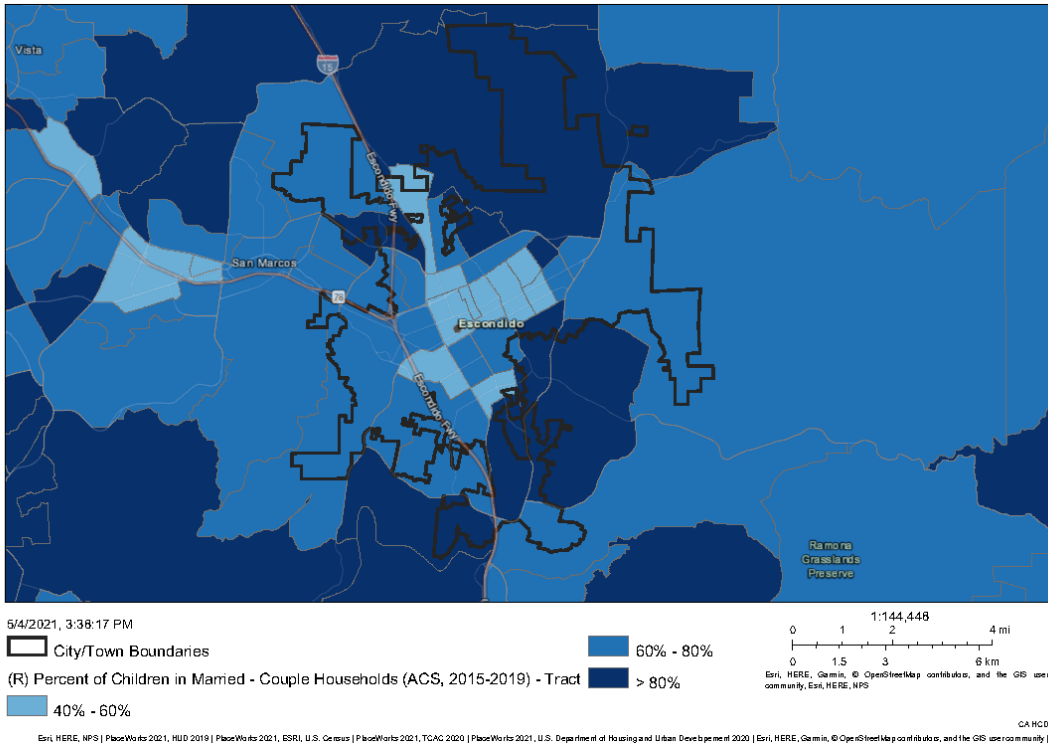 Vista
15
Escondido Fwy
San Marcos
78
Escondido
Escondido Fwy
Ramona
Grasslands
Preserve
5/4/2021, 3:38:17 PM
City/Town Boundaries
(R) Percent of Children in Married - Couple Households (ACS, 2015-2019) - Tract
40% - 60%
60% - 80%
> 80%
1:144,448
0 1 2 4 mi
0 1.5 3 6 km
Esri, HERE, Garmin, © OpenStreetMap contributors, and the GIS user
community, Esri, HERE, NPS
CA HCD
Esri, HERE, NPS | PlaceWorks 2021, HUD 2019 | PlaceWorks 2021, ESRI, U.S. Census | PlaceWorks 2021, TCAC 2020 | PlaceWorks 2021, U.S. Department of Housing and Urban Developement 2020 | Esri, HERE, Garmin, © OpenStreetMap contributors, and the GIS user community |